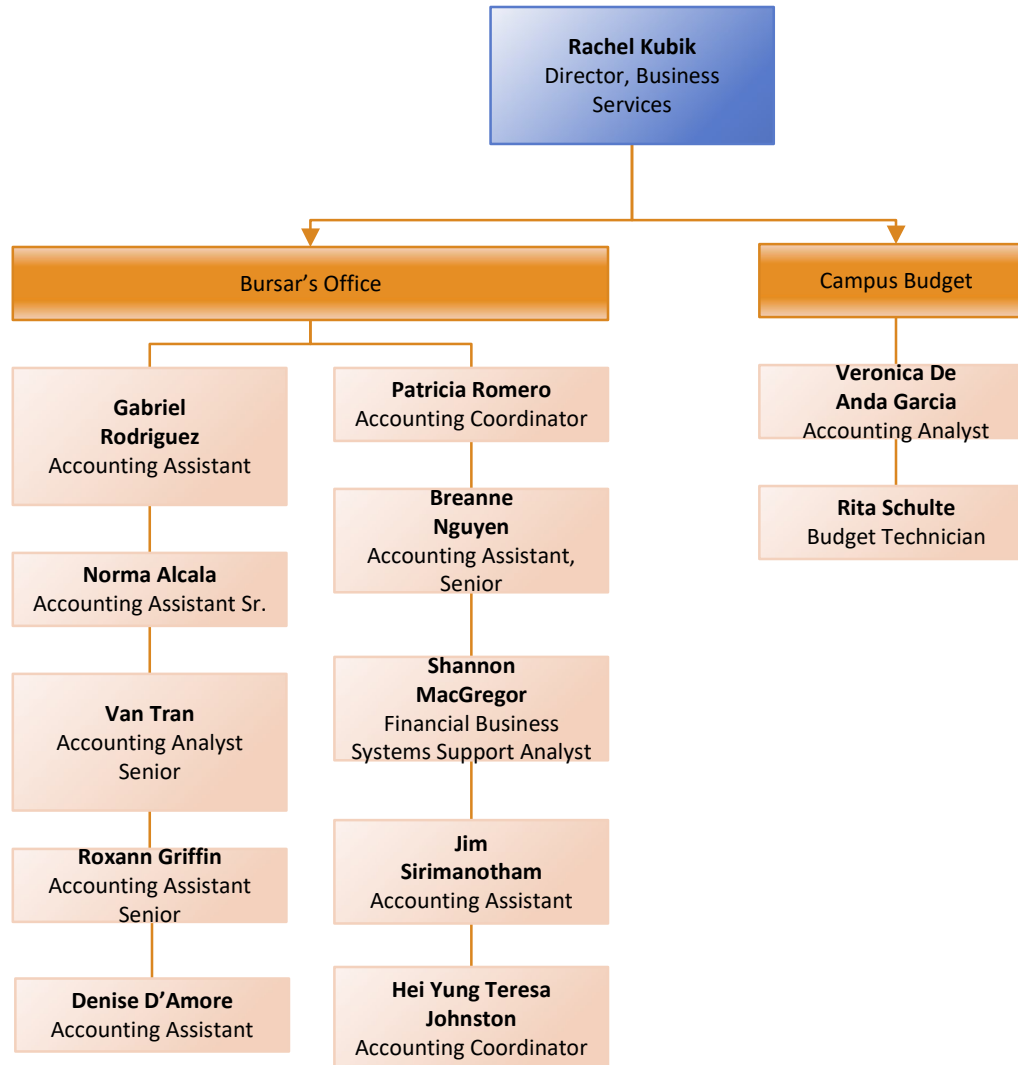 Rachel Kubik
Director, Business
Services
Bursar’s Office
Campus Budget
Gabriel
Rodriguez
Accounting Assistant
Norma Alcala
Accounting Assistant Sr.
Van Tran
Accounting Analyst
Senior
Roxann Griffin
Accounting Assistant
Senior
Denise D’Amore
Accounting Assistant
Patricia Romero
Accounting Coordinator
Breanne
Nguyen
Accounting Assistant,
Senior
Shannon
MacGregor
Financial Business
Systems Support Analyst
Jim
Sirimanotham
Accounting Assistant
Hei Yung Teresa
Johnston
Accounting Coordinator
Veronica De
Anda Garcia
Accounting Analyst
Rita Schulte
Budget Technician